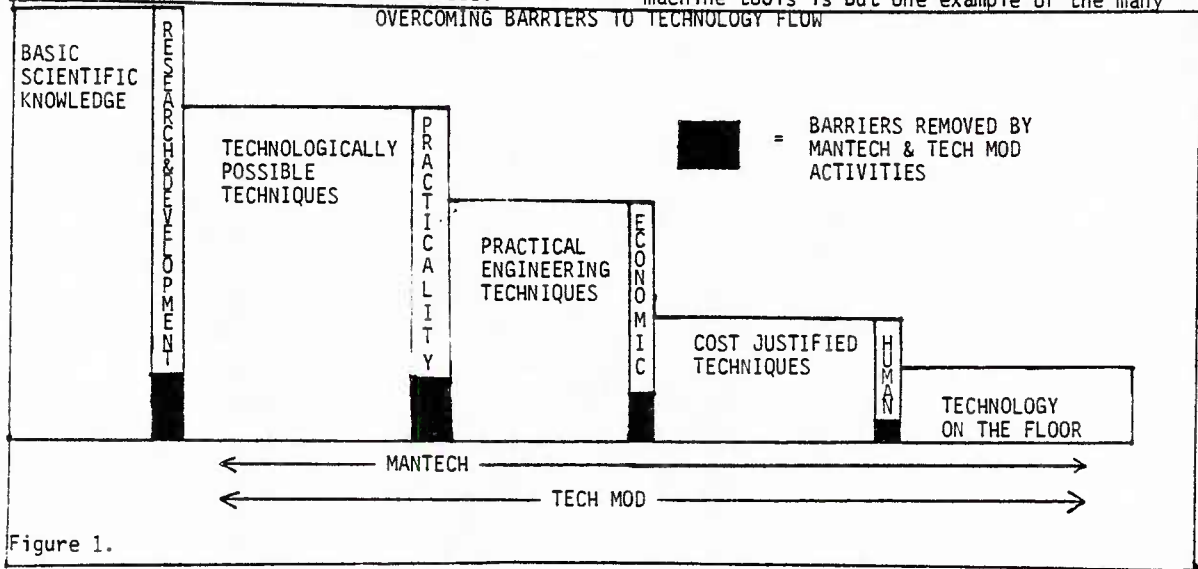 machine tools is but one example of the many
OVERCOMING BARRIERS TO TECHNOLOGY FLOW
BASIC
SCIENTIFIC
KNOWLEDGE
RESEARCH&DEVELOPMENT
TECHNOLOGICALLY
POSSIBLE
TECHNIQUES
PRACTICALITY
PRACTICAL
ENGINEERING
TECHNIQUES
ECONOMIC
= BARRIERS REMOVED BY
MANTECH & TECH MOD
ACTIVITIES
COST JUSTIFIED
TECHNIQUES
HUMAN
TECHNOLOGY
ON THE FLOOR
MANTECH
TECH MOD
Figure 1.